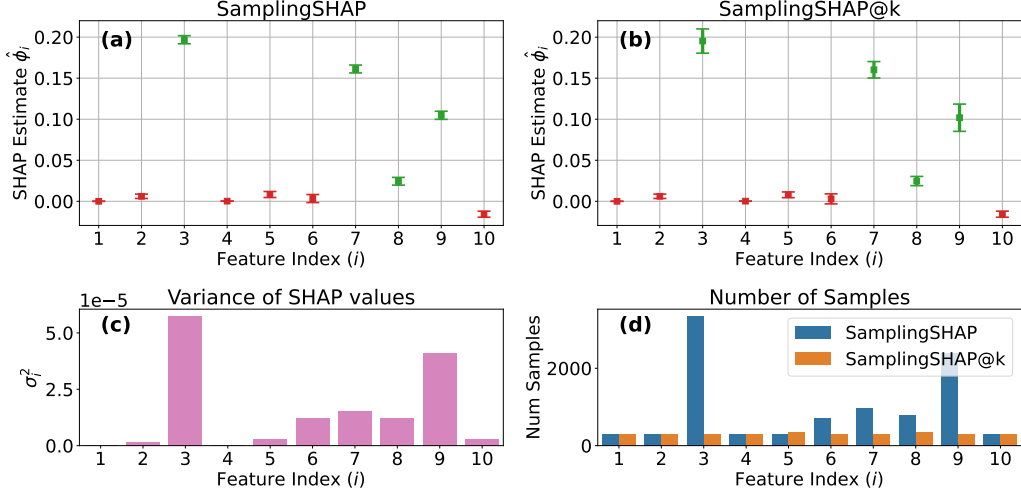 SamplingSHAP
(a)
SHAP Estimate ϕ̂ᵢ
0.20
0.15
0.10
0.05
0.00
1 2 3 4 5 6 7 8 9 10
Feature Index (i)
SamplingSHAP@k
(b)
SHAP Estimate ϕ̂ᵢ
0.20
0.15
0.10
0.05
0.00
1 2 3 4 5 6 7 8 9 10
Feature Index (i)
Variance of SHAP values
1e−5
(c)
σᵢ²
5.0
2.5
0.0
1 2 3 4 5 6 7 8 9 10
Feature Index (i)
Number of Samples
(d)
SamplingSHAP
SamplingSHAP@k
Num Samples
2000
0
1 2 3 4 5 6 7 8 9 10
Feature Index (i)